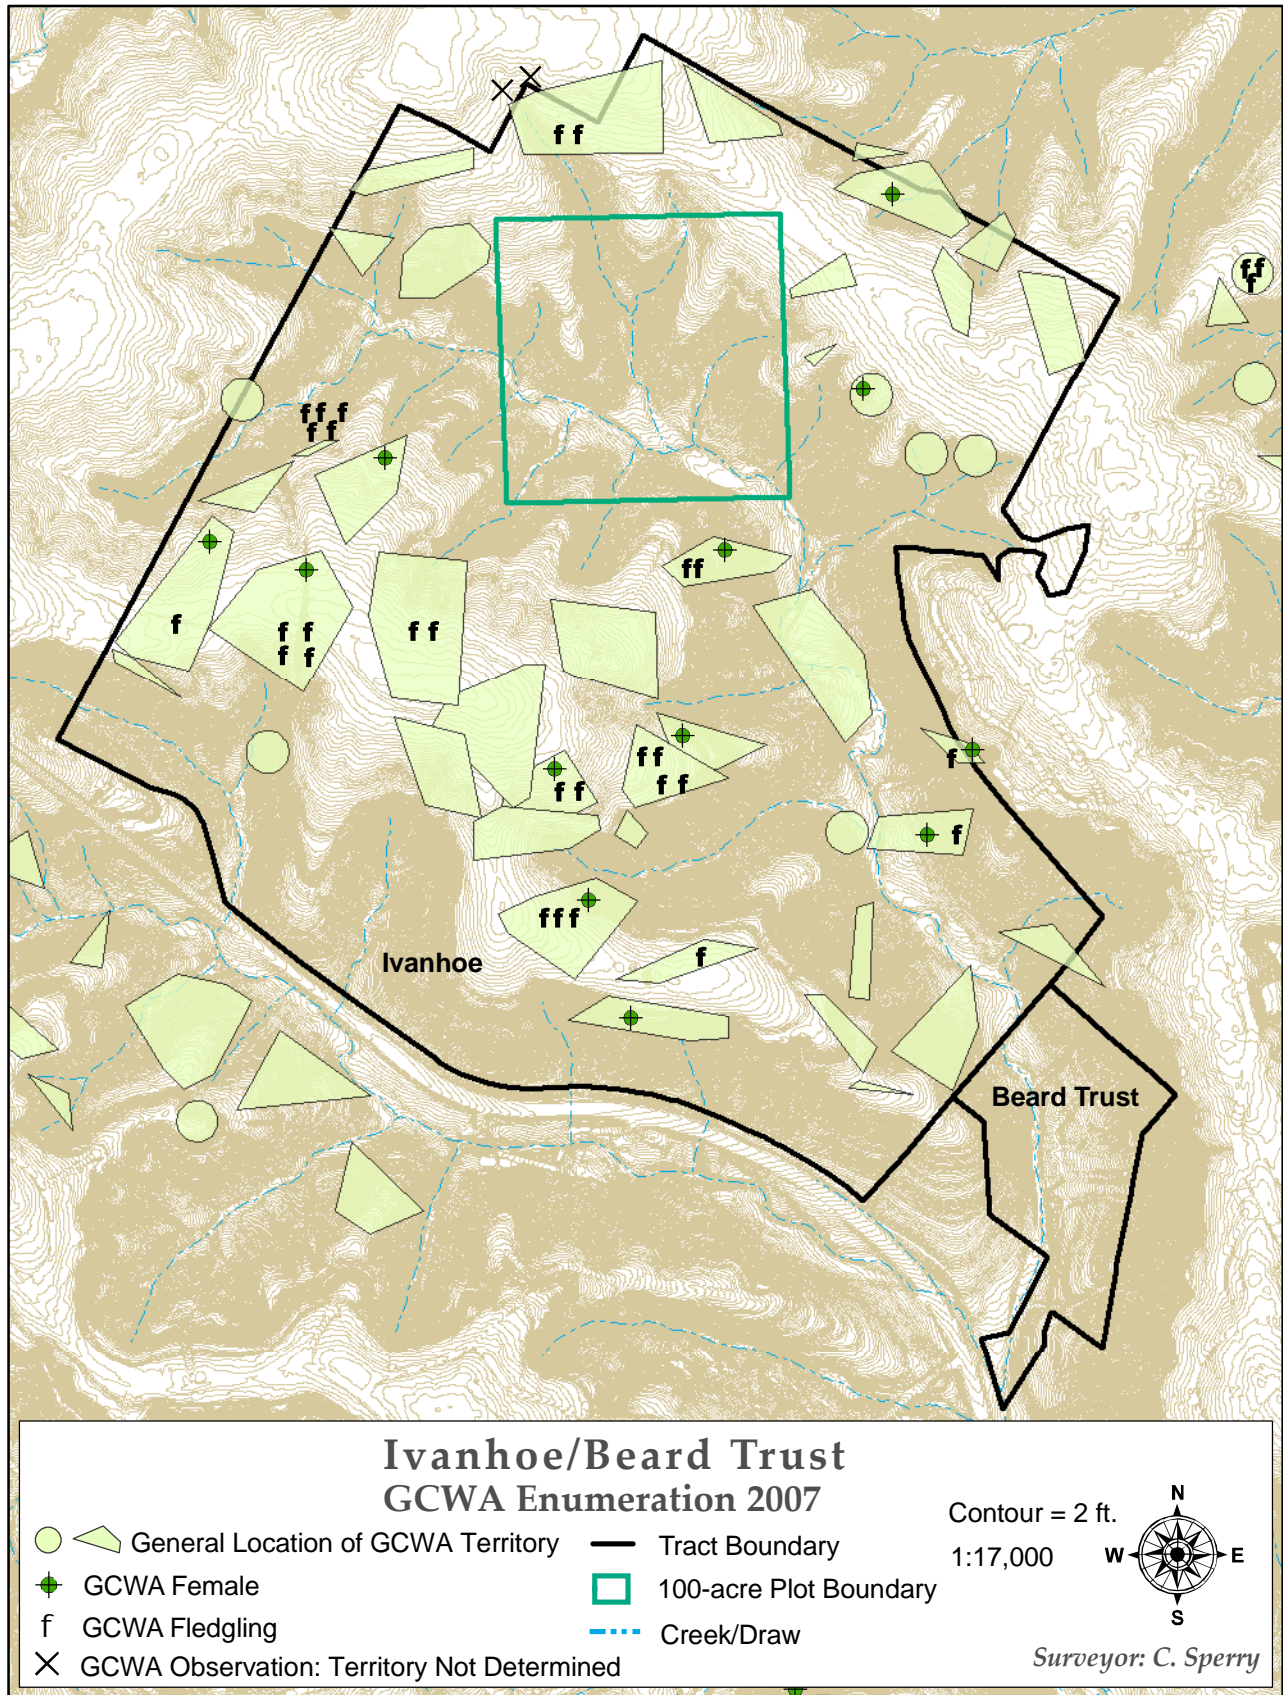 f f
f f
f
f f f
f f
f f
f
f f
f f
f f
f f
f f
f f
f
f
f f f
Ivanhoe
f
Beard Trust
Ivanhoe/Beard Trust
GCWA Enumeration 2007
General Location of GCWA Territory
GCWA Female
f GCWA Fledgling
GCWA Observation: Territory Not Determined
Tract Boundary
100-acre Plot Boundary
Creek/Draw
Contour = 2 ft.
1:17,000
N
W E
S
Surveyor: C. Sperry